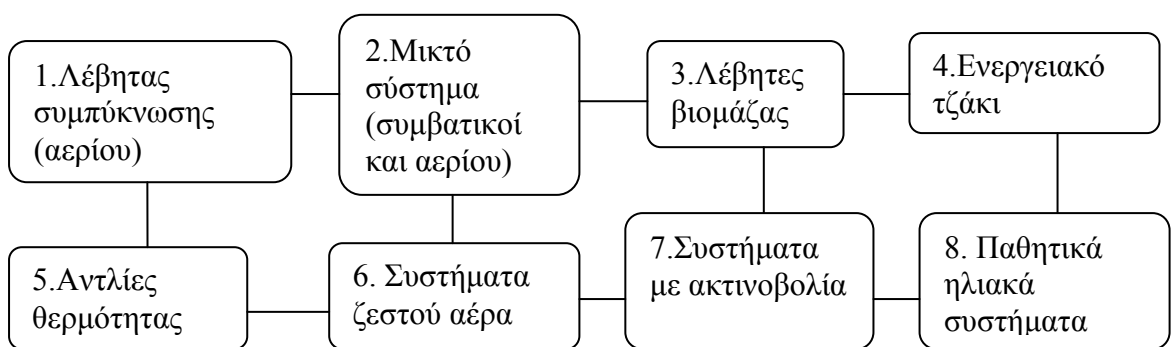 1.Λέβητας
συμπύκνωσης
(αερίου)
2.Μικτό
σύστημα
(συμβατικοί
και αερίου)
3.Λέβητες
βιομάζας
4.Ενεργειακό
τζάκι
5.Αντλίες
θερμότητας
6. Συστήματα
ζεστού αέρα
7.Συστήματα
με ακτινοβολία
8. Παθητικά
ηλιακά
συστήματα